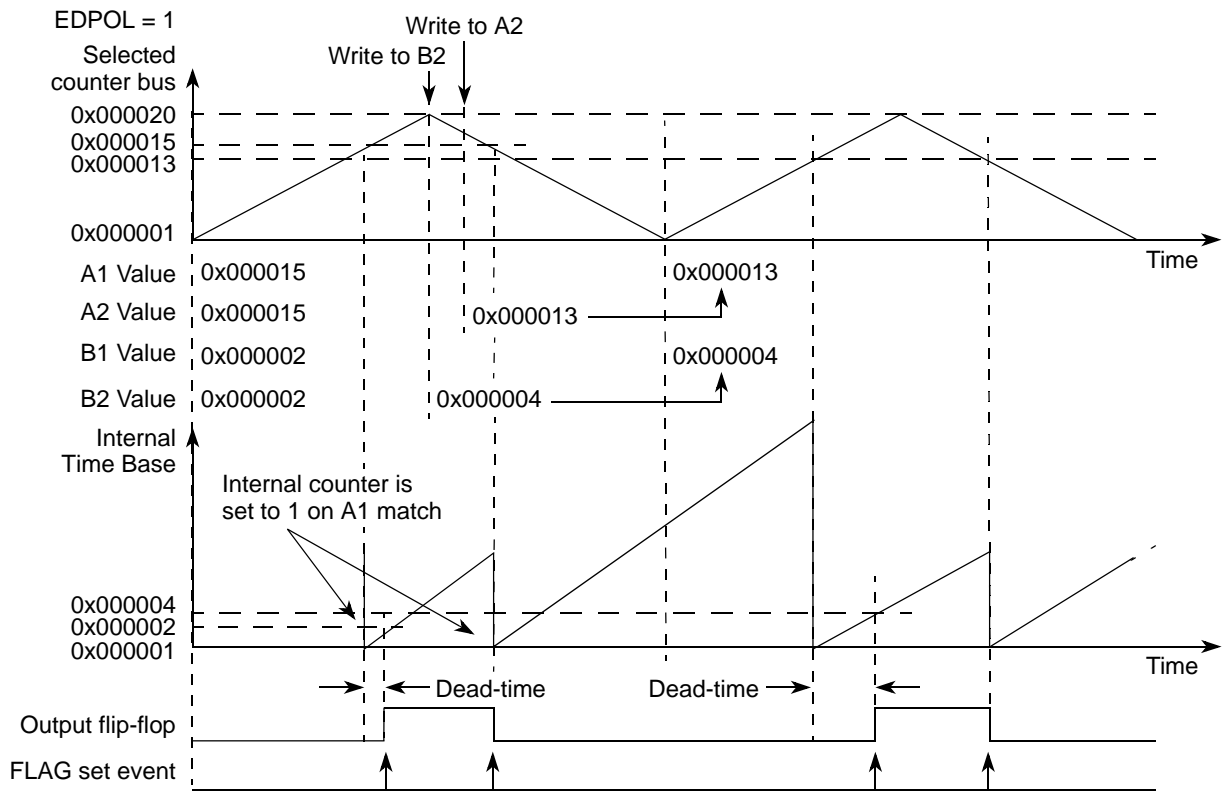 EDPOL = 1
Write to A2
Selected
counter bus
Write to B2
0x000020
0x000015
0x000013
0x000001
Time
A1 Value 0x000015 0x000013
A2 Value 0x000015 0x000013
B1 Value 0x000002 0x000004
B2 Value 0x000002 0x000004
Internal
Time Base
Internal counter is
set to 1 on A1 match
0x000004
0x000002
0x000001
Time
Dead-time Dead-time
Output flip-flop
FLAG set event